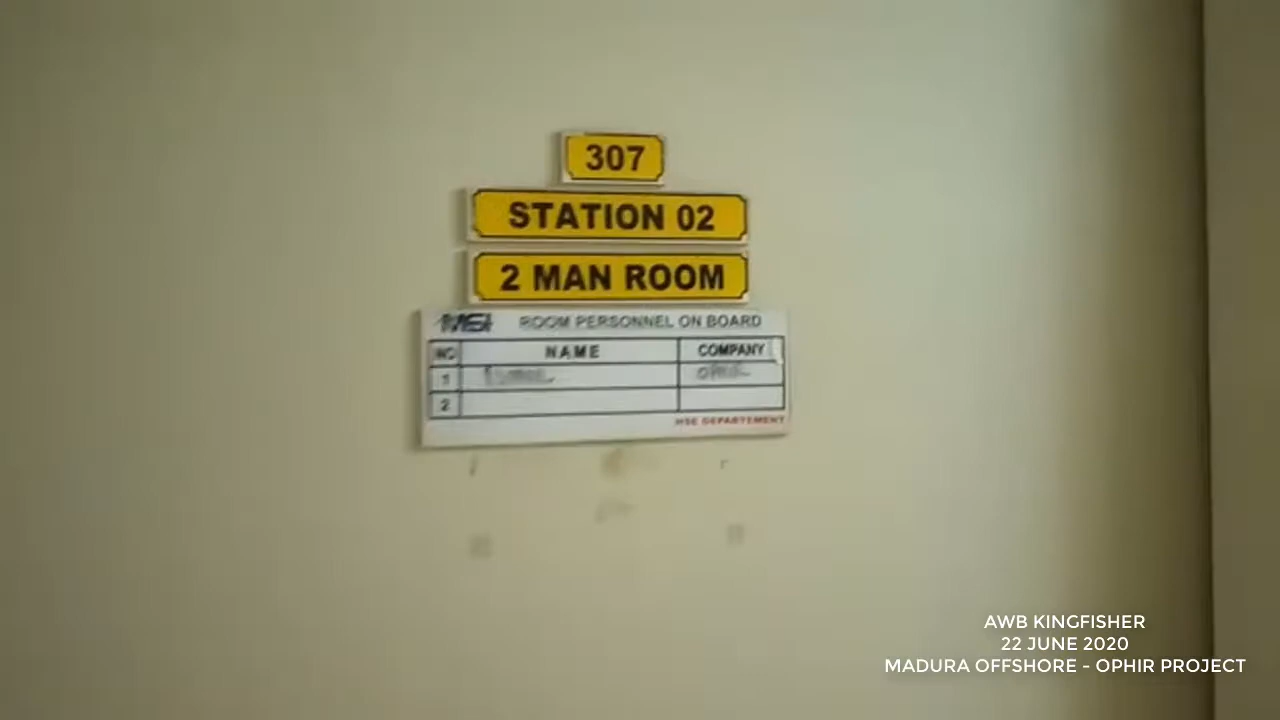 307
STATION 02
2 MAN ROOM
MSI ROOM PERSONNEL ON BOARD
NO NAME COMPANY
1
2
HSE DEPARTEMENT
AWB KINGFISHER
22 JUNE 2020
MADURA OFFSHORE - OPHIR PROJECT